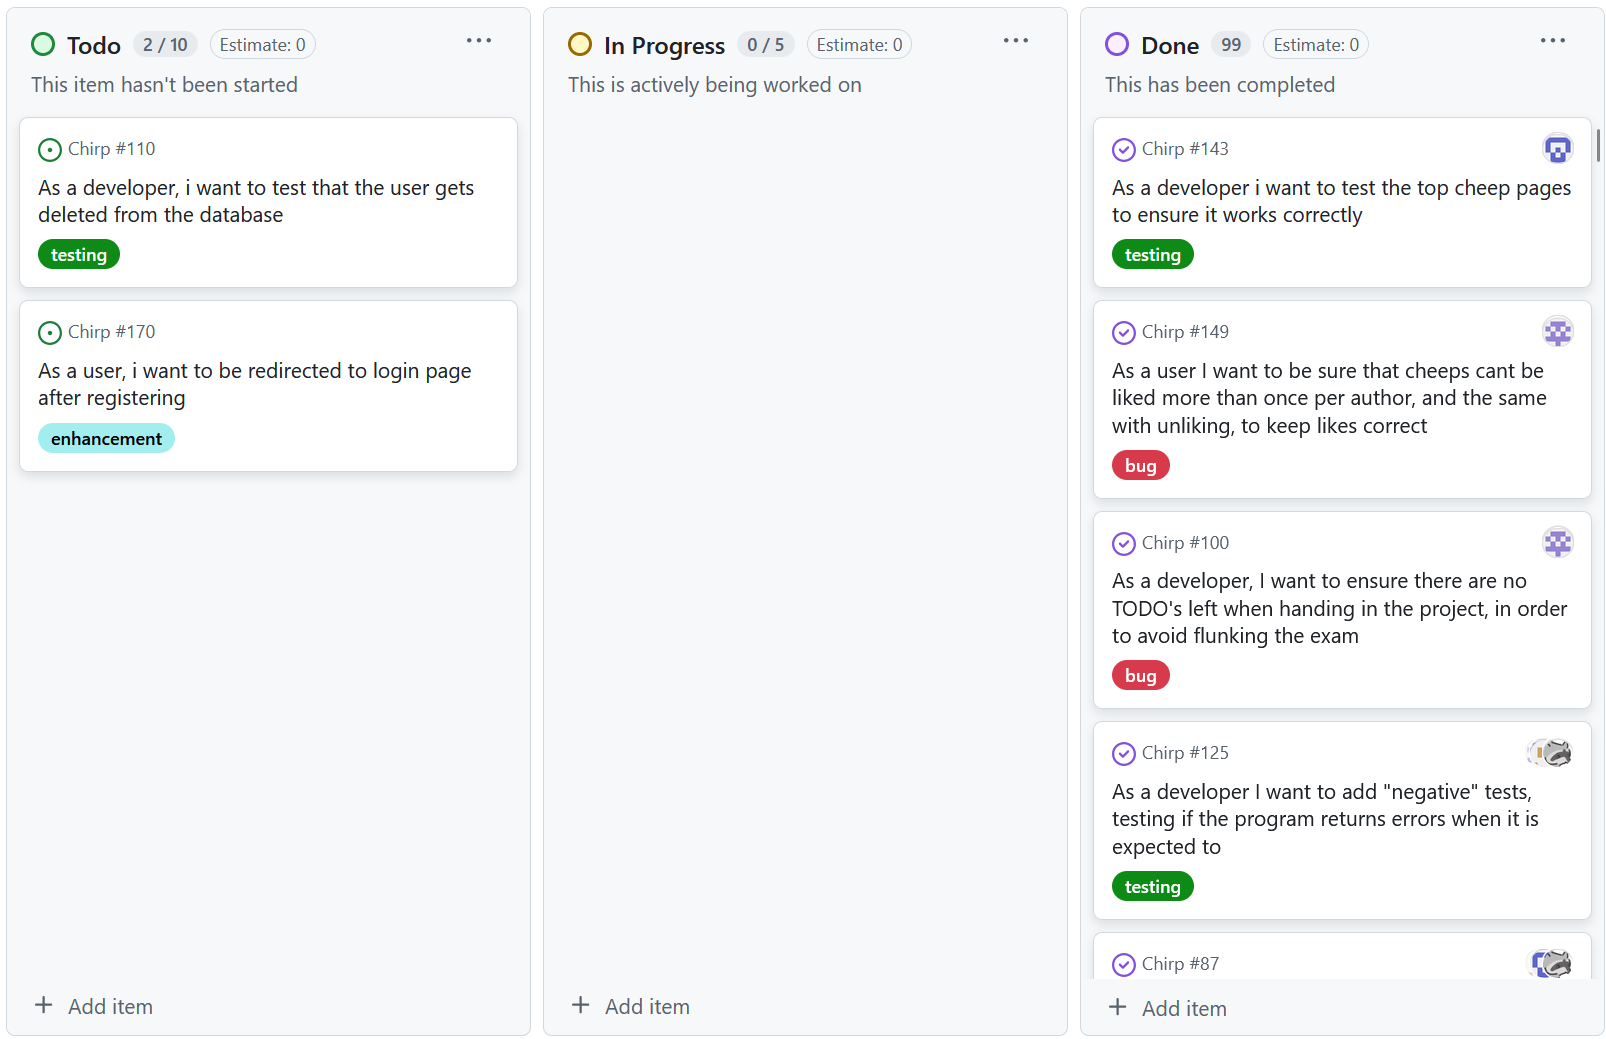 Todo 2 / 10 Estimate: 0
This item hasn't been started
Chirp #110
As a developer, i want to test that the user gets
deleted from the database
testing
Chirp #170
As a user, i want to be redirected to login page
after registering
enhancement
Add item
In Progress 0 / 5 Estimate: 0
This is actively being worked on
Add item
Done 99 Estimate: 0
This has been completed
Chirp #143
As a developer i want to test the top cheep pages
to ensure it works correctly
testing
Chirp #149
As a user I want to be sure that cheeps cant be
liked more than once per author, and the same
with unliking, to keep likes correct
bug
Chirp #100
As a developer, I want to ensure there are no
TODO's left when handing in the project, in order
to avoid flunking the exam
bug
Chirp #125
As a developer I want to add "negative" tests,
testing if the program returns errors when it is
expected to
testing
Chirp #87
Add item